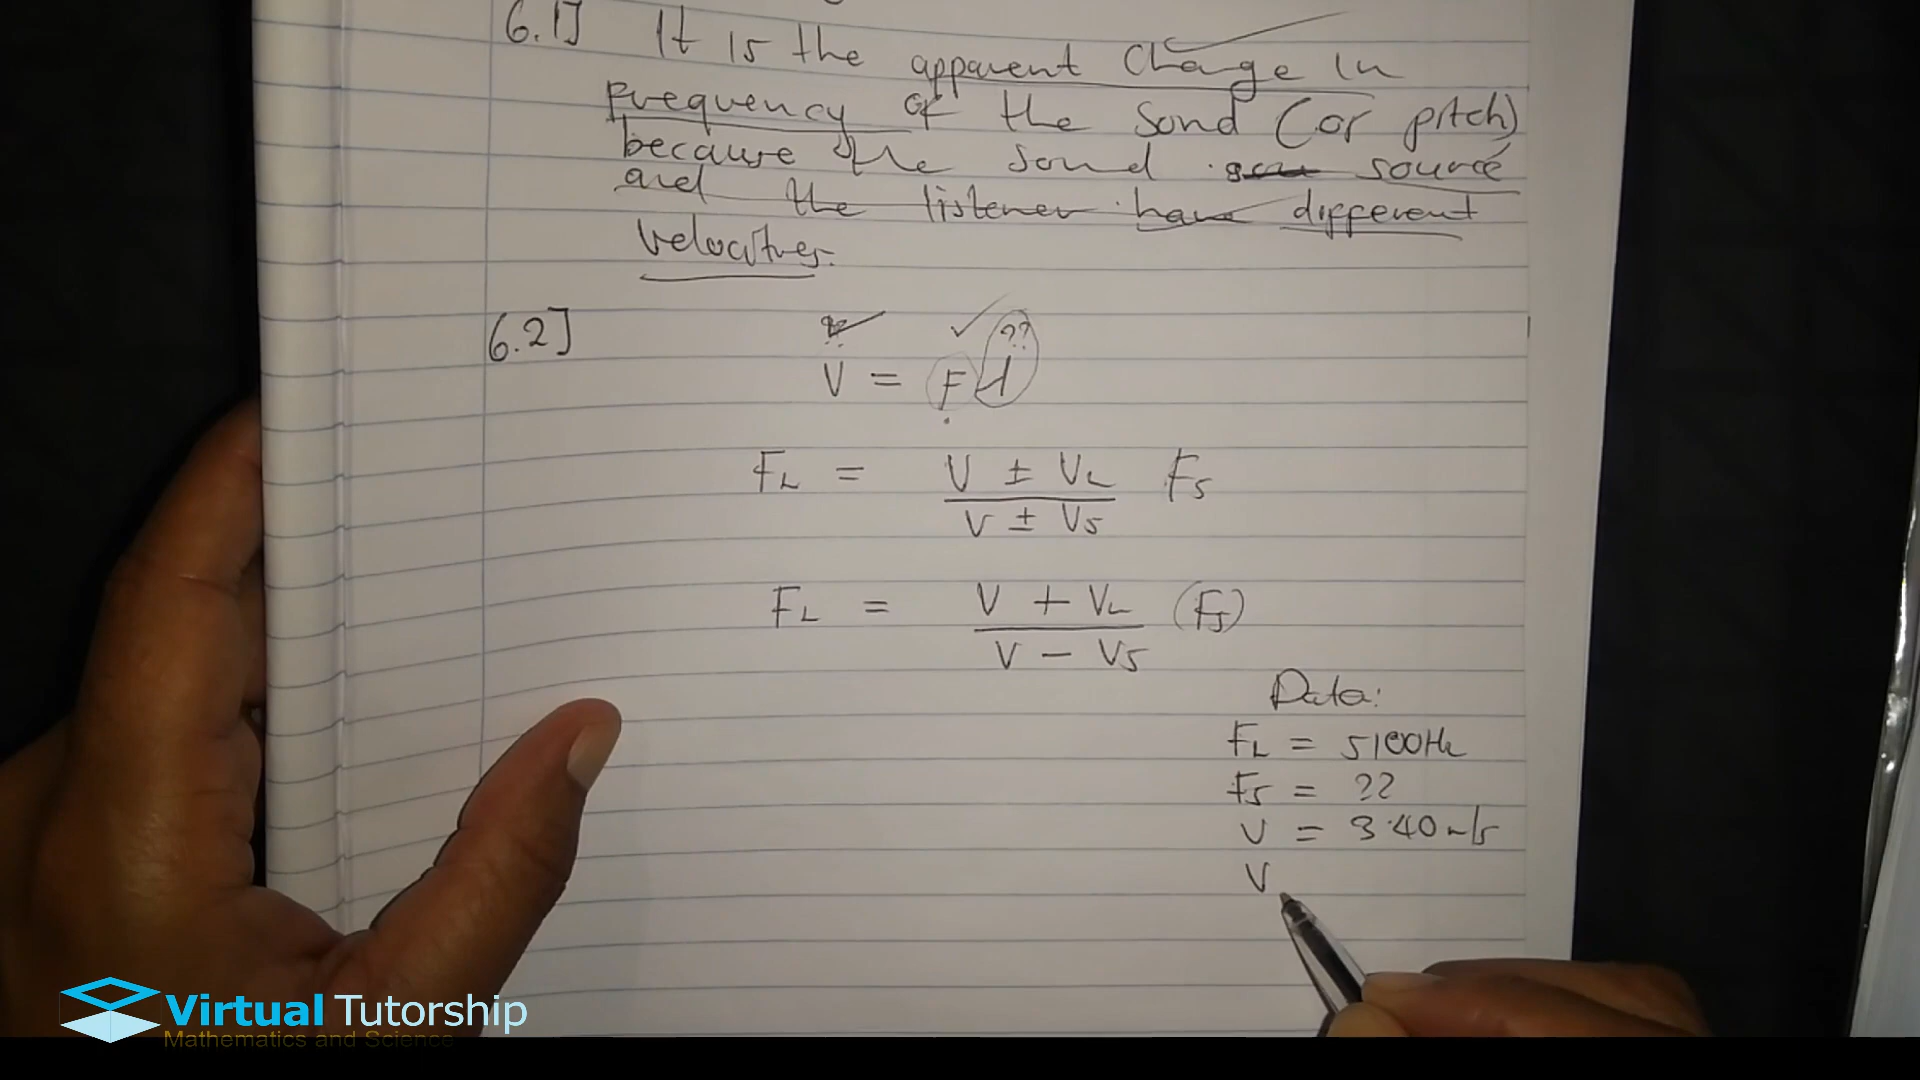 6.1] It is the apparent change in
frequency of the sond (or pitch)
because the sond source
and the listener have different
velocities.
6.2]
??
V = F λ
FL = V ± VL / V ± VS FS
FL = V + VL / V - VS (FS)
Data:
FL = 5100Hz
FS = ??
V = 340 m/s
V
Virtual Tutorship
Mathematics and Science